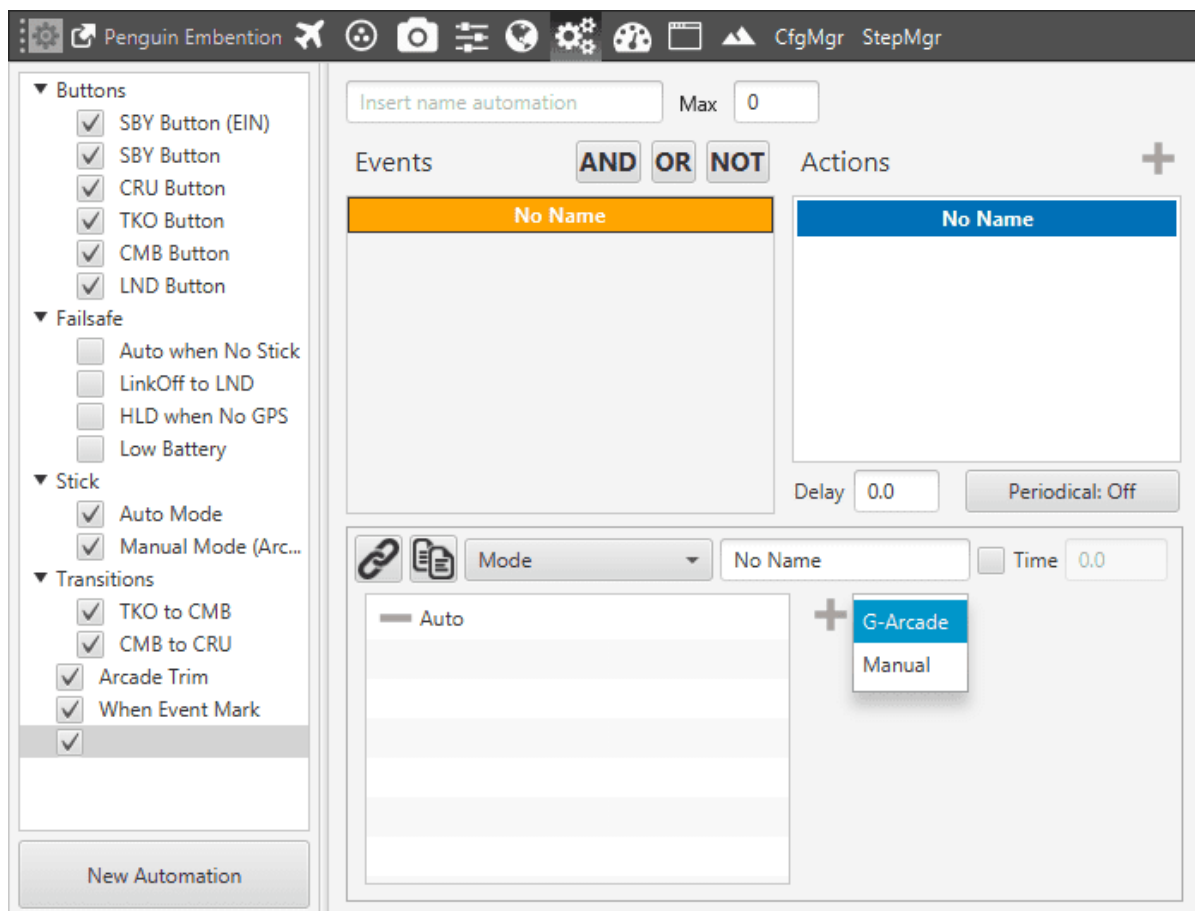 Penguin Embention CfgMgr StepMgr
Buttons
SBY Button (EIN)
SBY Button
CRU Button
TKO Button
CMB Button
LND Button
Failsafe
Auto when No Stick
LinkOff to LND
HLD when No GPS
Low Battery
Stick
Auto Mode
Manual Mode (Arc...
Transitions
TKO to CMB
CMB to CRU
Arcade Trim
When Event Mark
New Automation
Insert name automation Max 0
Events AND OR NOT Actions
No Name
No Name
Delay 0.0 Periodical: Off
Mode No Name Time 0.0
Auto
G-Arcade
Manual